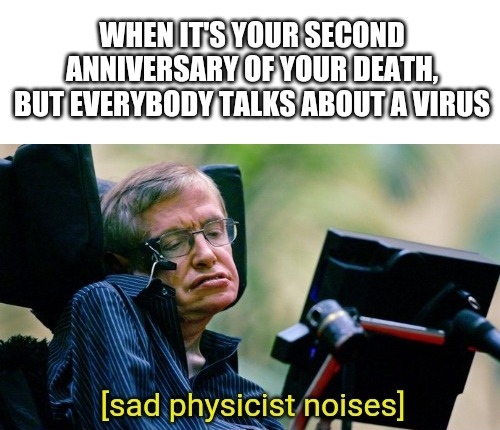 WHEN IT'S YOUR SECOND
ANNIVERSARY OF YOUR DEATH,
BUT EVERYBODY TALKS ABOUT A VIRUS
[sad physicist noises]